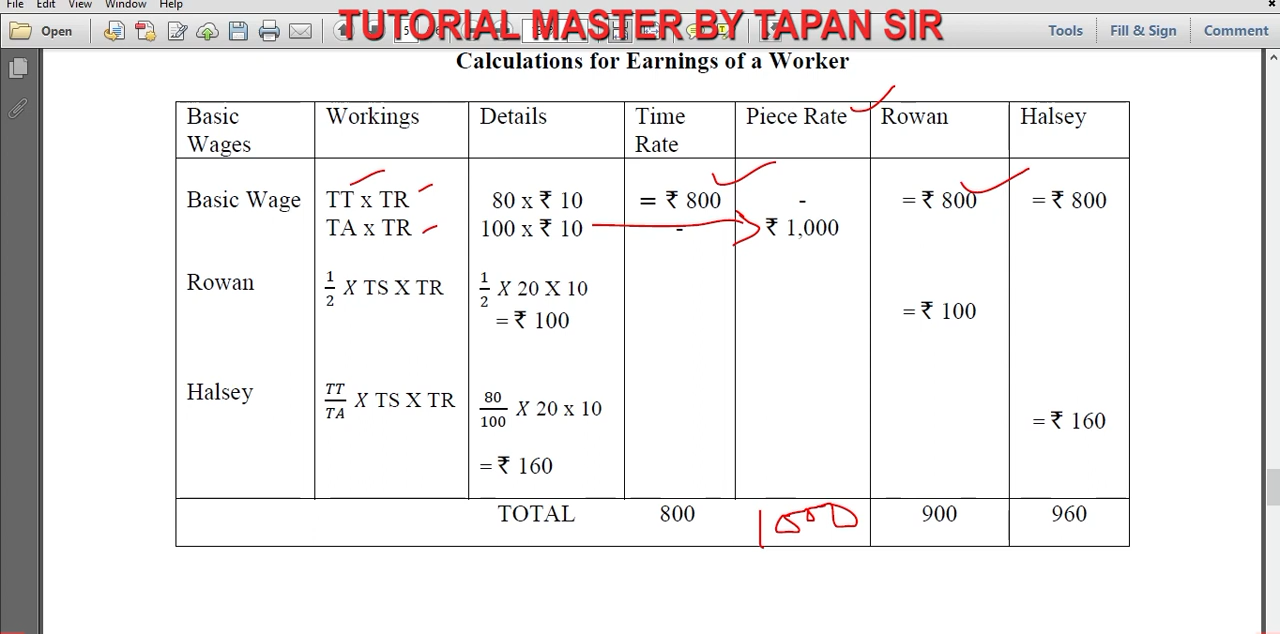 File Edit View Window Help
TUTORIAL MASTER BY TAPAN SIR
Open
Tools Fill & Sign Comment
Calculations for Earnings of a Worker
Basic Wages Workings Details Time Rate Piece Rate Rowan Halsey
Basic Wage TT x TR 80 x ₹ 10 = ₹ 800 - = ₹ 800 = ₹ 800
TA x TR 100 x ₹ 10 - ₹ 1,000
Rowan 1/2 X TS X TR 1/2 X 20 X 10
= ₹ 100 = ₹ 100
Halsey TT/TA X TS X TR 80/100 X 20 x 10
= ₹ 160
= ₹ 160
TOTAL 800 1000 900 960